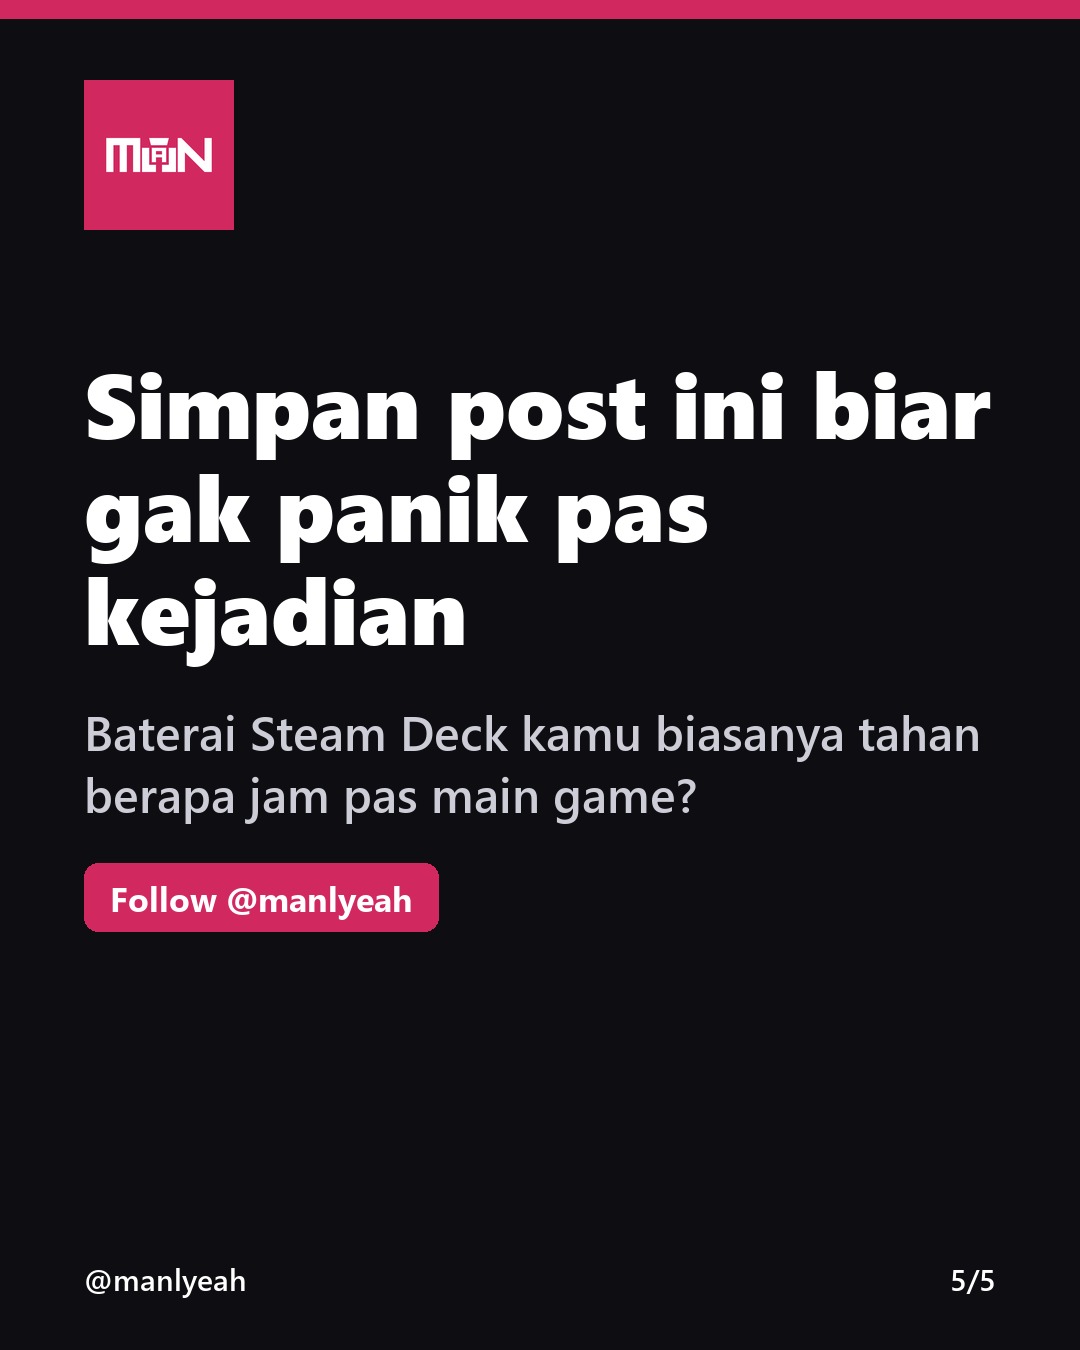 MAN
Simpan post ini biar
gak panik pas
kejadian
Baterai Steam Deck kamu biasanya tahan
berapa jam pas main game?
Follow @manlyeah
@manlyeah
5/5